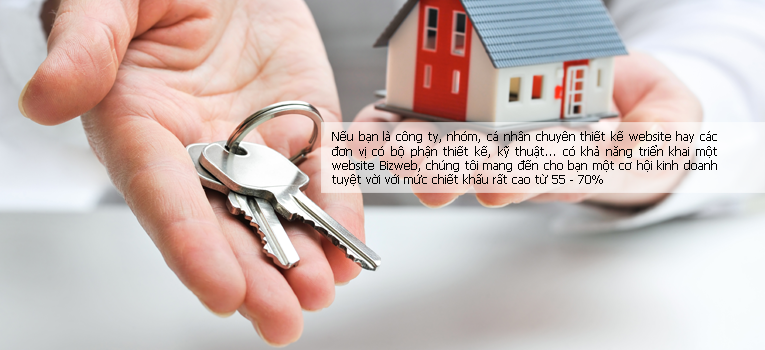 Nếu bạn là công ty, nhóm, cá nhân chuyên thiết kế website hay các
đơn vị có bộ phận thiết kế, kỹ thuật... có khả năng triển khai một
website Bizweb, chúng tôi mang đến cho bạn một cơ hội kinh doanh
tuyệt vời với mức chiết khấu rất cao từ 55 - 70%